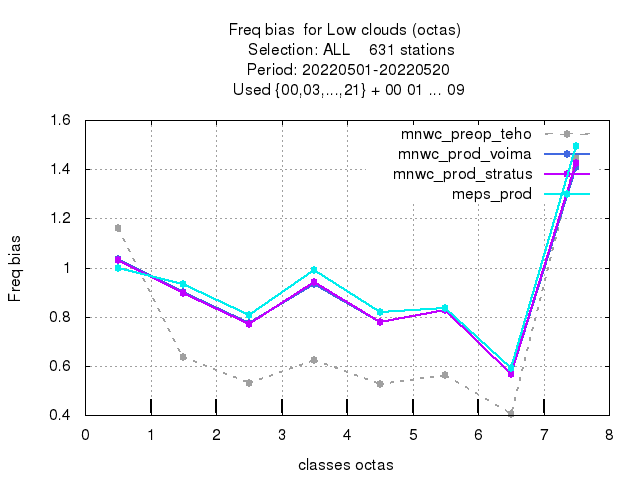 Freq bias  for Low clouds (octas)
Selection: ALL    631 stations
Period: 20220501-20220520
Used {00,03,...,21} + 00 01 ... 09
1.6
1.4
1.2
1
0.8
0.6
0.4
Freq bias
mnwc_preop_teho
mnwc_prod_voima
mnwc_prod_stratus
meps_prod
0 1 2 3 4 5 6 7 8
classes octas